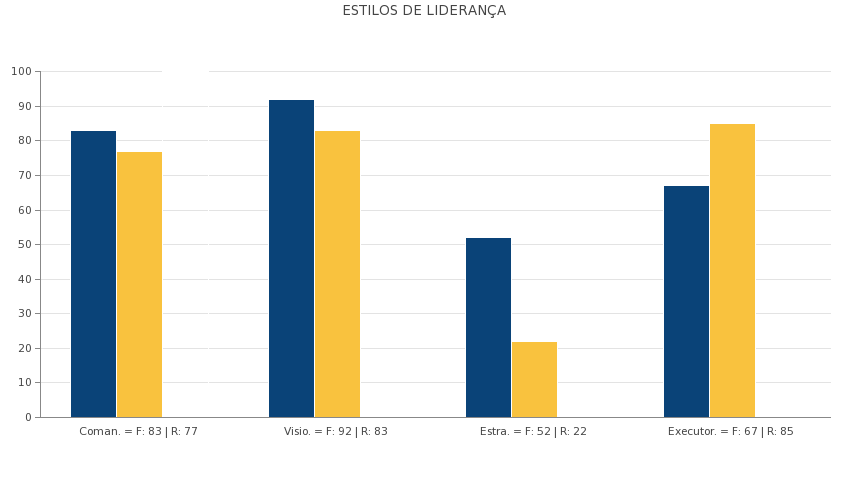 ESTILOS DE LIDERANÇA
100
90
80
70
60
50
40
30
20
10
0
Coman. = F: 83 | R: 77
Visio. = F: 92 | R: 83
Estra. = F: 52 | R: 22
Executor. = F: 67 | R: 85